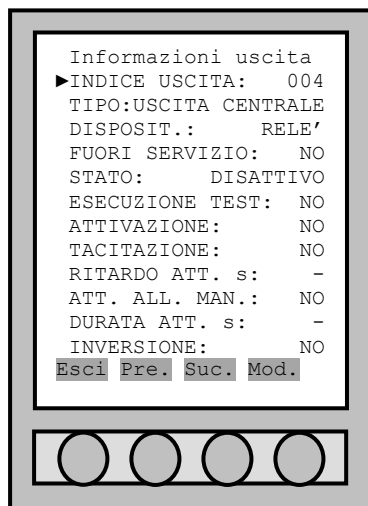 Informazioni uscita
►INDICE USCITA: 004
TIPO:USCITA CENTRALE
DISPOSIT.: RELE’
FUORI SERVIZIO: NO
STATO: DISATTIVO
ESECUZIONE TEST: NO
ATTIVAZIONE: NO
TACITAZIONE: NO
RITARDO ATT. s: -
ATT. ALL. MAN.: NO
DURATA ATT. s: -
INVERSIONE: NO
Esci Pre. Suc. Mod.